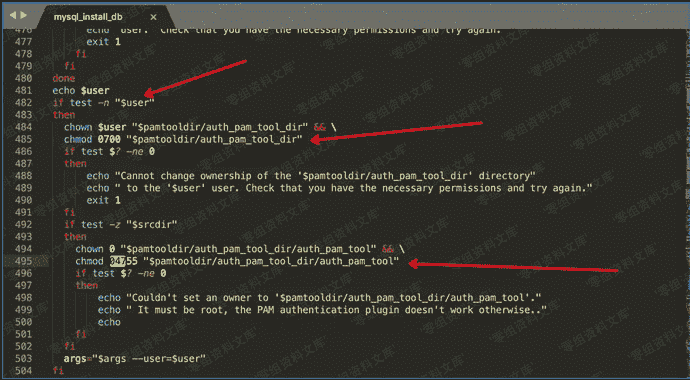 mysql_install_db
476 echo "user.  Check that you have the necessary permissions and try again."
477 exit 1
478 fi
479 fi
480 done
481 echo $user
482 if test -n "$user"
483 then
484 chown $user "$pamtooldir/auth_pam_tool_dir" && \
485 chmod 0700 "$pamtooldir/auth_pam_tool_dir"
486 if test $? -ne 0
487 then
488 echo "Cannot change ownership of the '$pamtooldir/auth_pam_tool_dir' directory"
489 echo " to the '$user' user. Check that you have the necessary permissions and try again."
490 exit 1
491 fi
492 if test -z "$srcdir"
493 then
494 chown 0 "$pamtooldir/auth_pam_tool_dir/auth_pam_tool" && \
495 chmod 04755 "$pamtooldir/auth_pam_tool_dir/auth_pam_tool"
496 if test $? -ne 0
497 then
498 echo "Couldn't set an owner to '$pamtooldir/auth_pam_tool_dir/auth_pam_tool'."
499 echo " It must be root, the PAM authentication plugin doesn't work otherwise.."
500 echo
501 fi
502 fi
503 args="$args --user=$user"
504 fi
零组资料文库